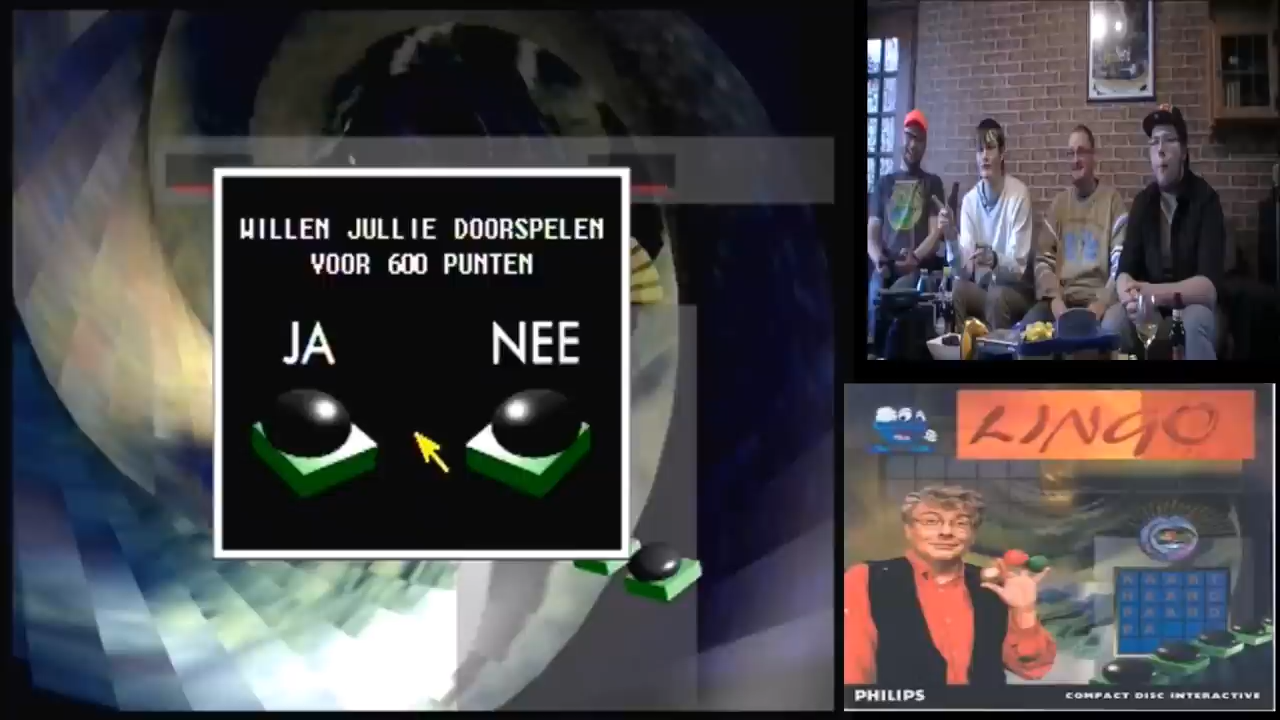 WILLEN JULLIE DOORSPELEN
VOOR 600 PUNTEN
JA NEE
LINGO
PHILIPS
COMPACT DISC INTERACTIVE